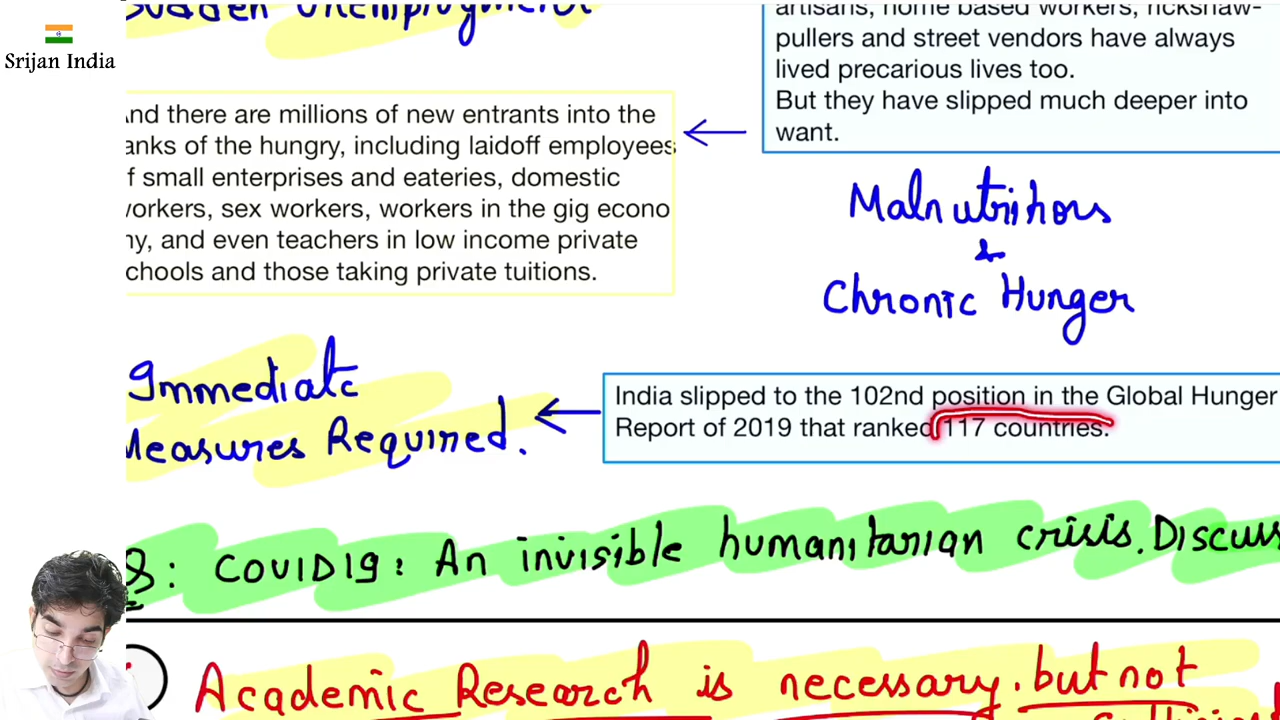 Sudden Unemployment
artisans, home based workers, rickshaw-
pullers and street vendors have always
lived precarious lives too.
But they have slipped much deeper into
want.
Srijan India
nd there are millions of new entrants into the
anks of the hungry, including laidoff employees
f small enterprises and eateries, domestic
orkers, sex workers, workers in the gig econo
y, and even teachers in low income private
chools and those taking private tuitions.
Malnutrihons
&
Chronic Hunger
Immediate
Measures Required.
India slipped to the 102nd position in the Global Hunger
Report of 2019 that ranked 117 countries.
Q: COVID19: An invisible humanitarian crisis. Discuss
Academic Research is necessary. but not